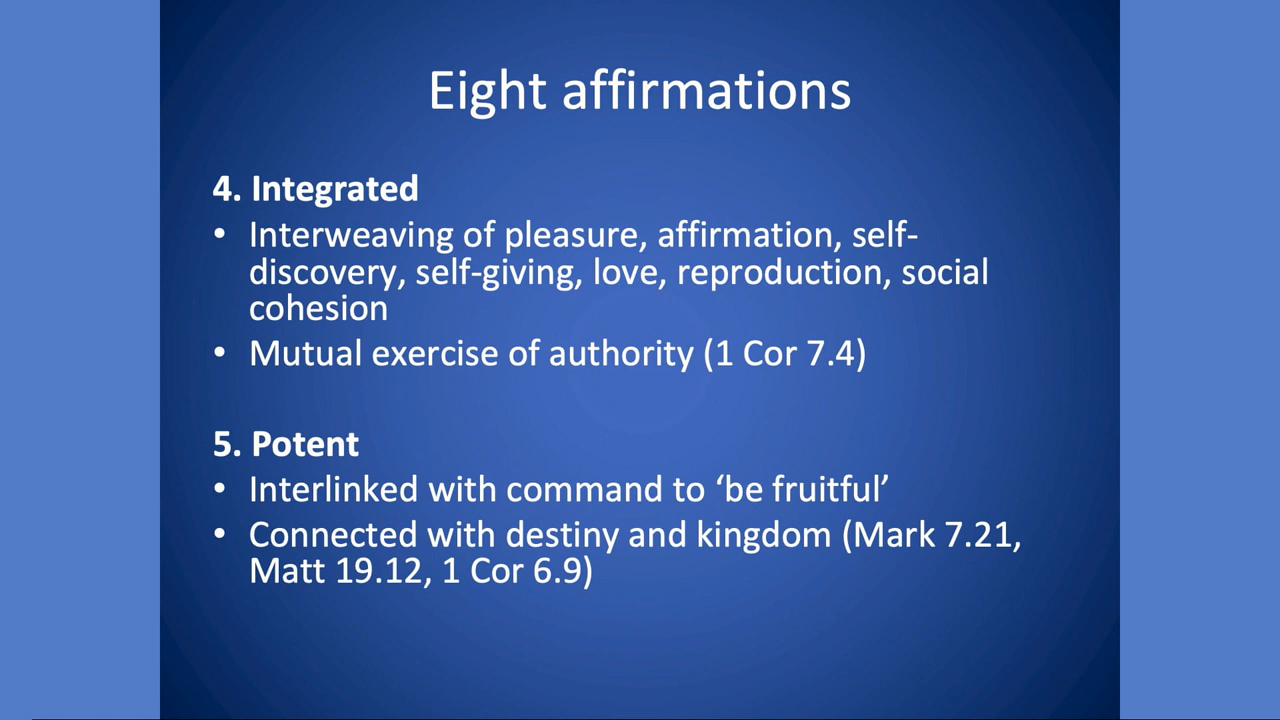 Eight affirmations
4. Integrated
• Interweaving of pleasure, affirmation, self-
discovery, self-giving, love, reproduction, social
cohesion
• Mutual exercise of authority (1 Cor 7.4)
5. Potent
• Interlinked with command to ‘be fruitful’
• Connected with destiny and kingdom (Mark 7.21,
Matt 19.12, 1 Cor 6.9)